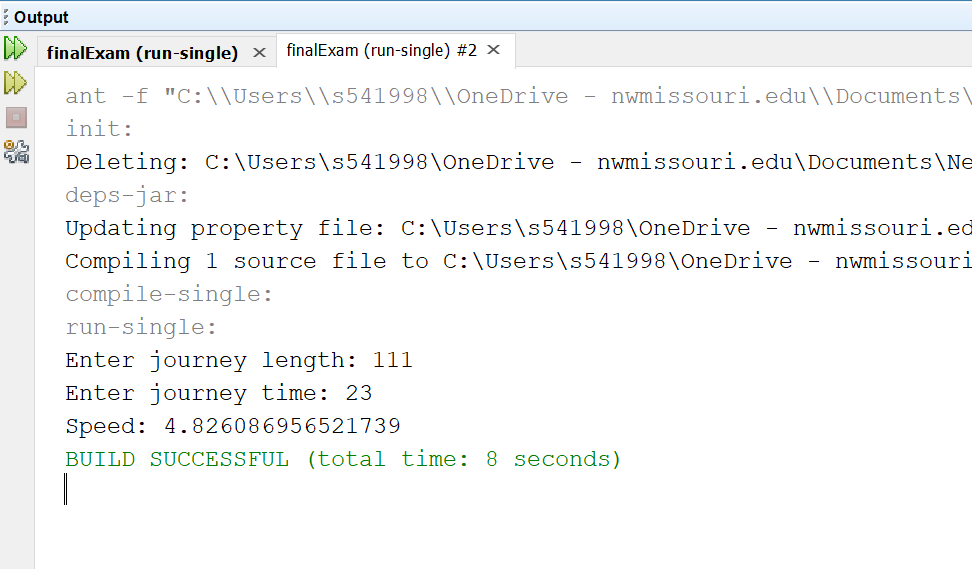 Output
finalExam (run-single) × finalExam (run-single) #2 ×
ant -f "C:\\Users\\s541998\\OneDrive - nwmissouri.edu\\Documents\
init:
Deleting: C:\Users\s541998\OneDrive - nwmissouri.edu\Documents\Ne
deps-jar:
Updating property file: C:\Users\s541998\OneDrive - nwmissouri.ed
Compiling 1 source file to C:\Users\s541998\OneDrive - nwmissouri
compile-single:
run-single:
Enter journey length: 111
Enter journey time: 23
Speed: 4.826086956521739
BUILD SUCCESSFUL (total time: 8 seconds)